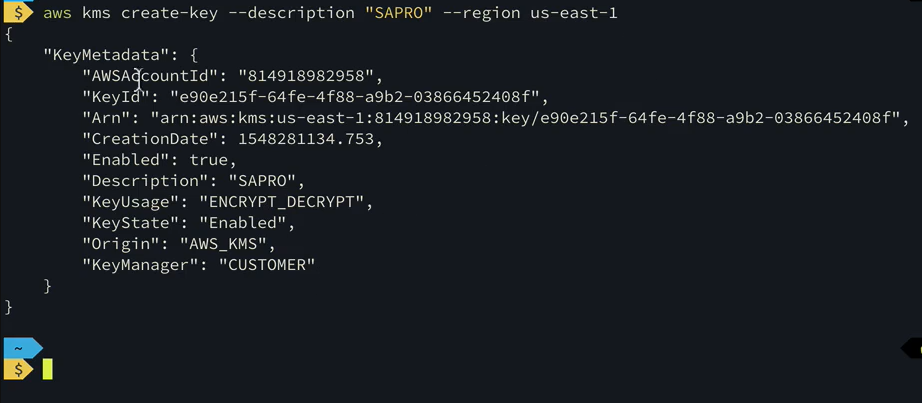 $ aws kms create-key --description "SAPRO" --region us-east-1
{
    "KeyMetadata": {
        "AWSAccountId": "814918982958",
        "KeyId": "e90e215f-64fe-4f88-a9b2-03866452408f",
        "Arn": "arn:aws:kms:us-east-1:814918982958:key/e90e215f-64fe-4f88-a9b2-03866452408f",
        "CreationDate": 1548281134.753,
        "Enabled": true,
        "Description": "SAPRO",
        "KeyUsage": "ENCRYPT_DECRYPT",
        "KeyState": "Enabled",
        "Origin": "AWS_KMS",
        "KeyManager": "CUSTOMER"
    }
}
~
$